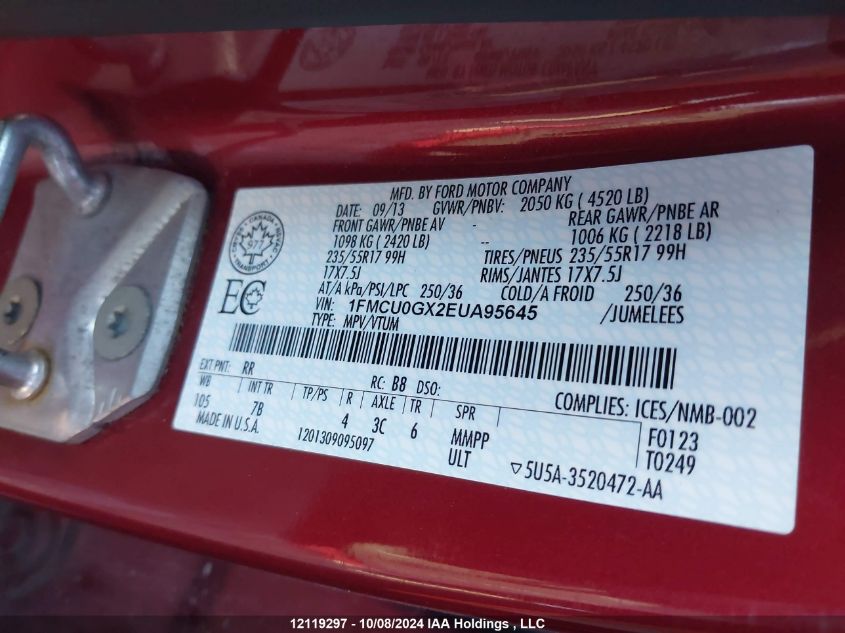 MFD. BY FORD MOTOR COMPANY
DATE: 09/13 GVWR/PNBV: 2050 KG ( 4520 LB)
FRONT GAWR/PNBE AV - REAR GAWR/PNBE AR
1098 KG ( 2420 LB) -- 1006 KG ( 2218 LB)
235/55R17 99H TIRES/PNEUS 235/55R17 99H
17X7.5J RIMS/JANTES 17X7.5J
AT/A kPa/PSI/LPC 250/36 COLD/A FROID 250/36
VIN: 1FMCU0GX2EUA95645 /JUMELEES
TYPE: MPV/VTUM
CANADA
977
TRANSPORT
EC
EXT PNT: RR RC: B8 DSO:
WB INT TR TP/PS R AXLE TR SPR COMPLIES: ICES/NMB-002
105 7B 4 3C 6 MMPP F0123
MADE IN U.S.A. ULT T0249
1201309095097 ▽5U5A-3520472-AA
12119297 - 10/08/2024 IAA Holdings , LLC